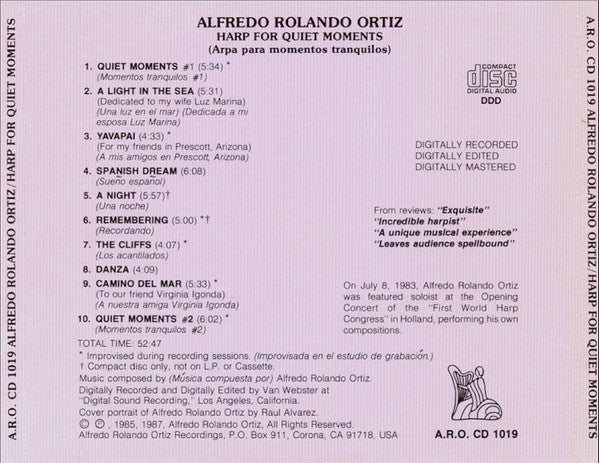 A.R.O. CD 1019 ALFREDO ROLANDO ORTIZ/HARP FOR QUIET MOMENTS
ALFREDO ROLANDO ORTIZ
HARP FOR QUIET MOMENTS
(Arpa para momentos tranquilos)
1. QUIET MOMENTS #1 (5:34) *
(Momentos tranquilos #1)
2. A LIGHT IN THE SEA (5:31)
(Dedicated to my wife Luz Marina)
(Una luz en el mar) (Dedicada a mi
esposa Luz Marina)
3. YAVAPAI (4:33) *
(For my friends in Prescott, Arizona)
(A mis amigos en Prescott, Arizona)
4. SPANISH DREAM (6:08)
(Sueño español)
5. A NIGHT (5:57)†
(Una noche)
6. REMEMBERING (5:00) *†
(Recordando)
7. THE CLIFFS (4:07) *
(Los acantilados)
8. DANZA (4:09)
9. CAMINO DEL MAR (5:33) *
(To our friend Virginia Igonda)
(A nuestra amiga Virginia Igonda)
10. QUIET MOMENTS #2 (6:02) *
(Momentos tranquilos #2)
TOTAL TIME: 52:47
* Improvised during recording sessions. (Improvisada en el estudio de grabación.)
† Compact disc only, not on L.P. or Cassette.
Music composed by (Música compuesta por) Alfredo Rolando Ortiz.
Digitally Recorded and Digitally Edited by Van Webster at
"Digital Sound Recording," Los Angeles, California.
Cover portrait of Alfredo Rolando Ortiz by Raul Alvarez.
© ℗, 1985, 1987, Alfredo Rolando Ortiz. All rights reserved.
Alfredo Rolando Ortiz Recordings, P.O. Box 911, Corona, CA 91718, USA
COMPACT
disc
DIGITAL AUDIO
DDD
DIGITALLY RECORDED
DIGITALLY EDITED
DIGITALLY MASTERED
From reviews: "Exquisite"
"Incredible harpist"
"A unique musical experience"
"Leaves audience spellbound"
On July 8, 1983, Alfredo Rolando Ortiz
was featured soloist at the Opening
Concert of the "First World Harp
Congress" in Holland, performing his own
compositions.
A.R.O. CD 1019
A.R.O. CD 1019 ALFREDO ROLANDO ORTIZ/HARP FOR QUIET MOMENTS